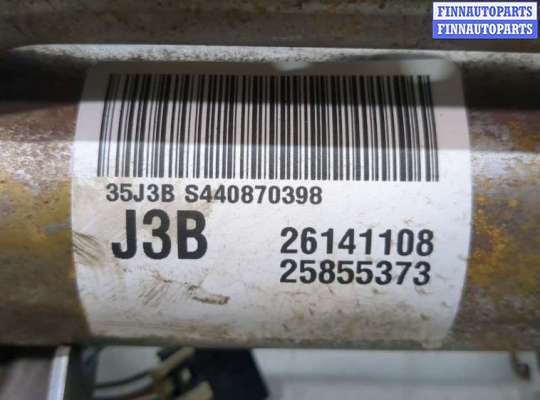 FINNAUTOPARTS
FINNAUTOPARTS
35J3B S440870398
J3B 26141108
25855373